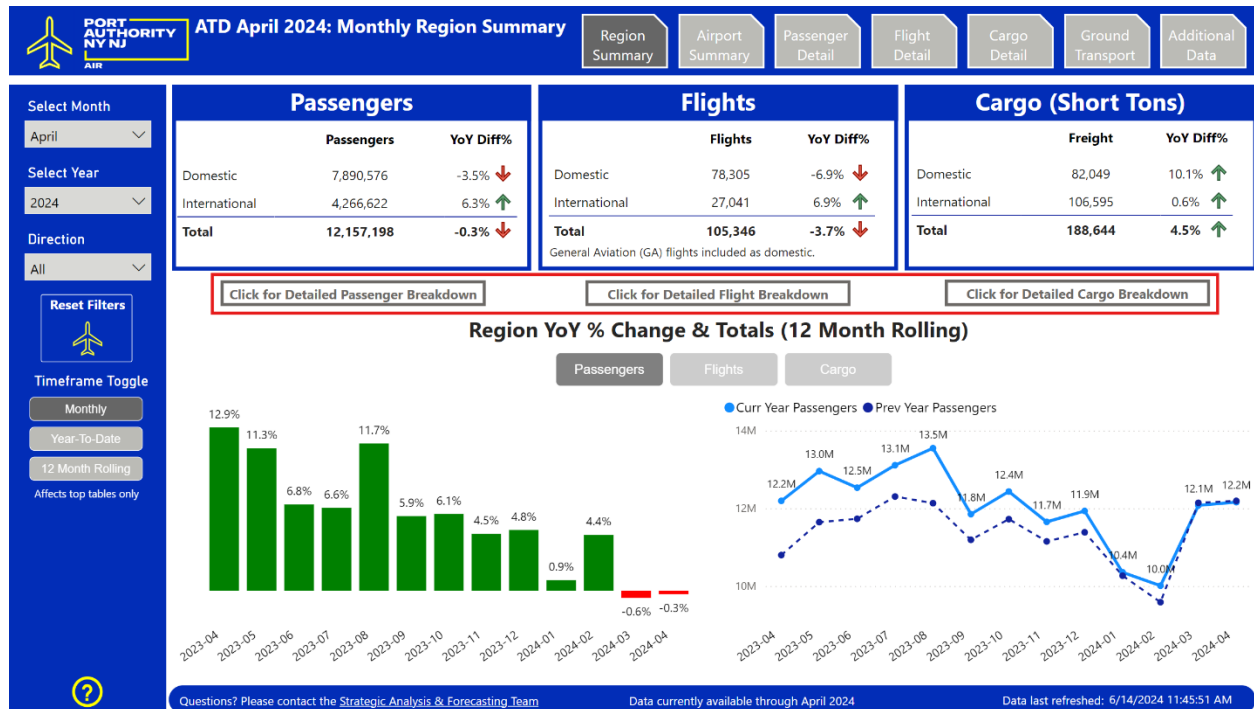 PORT
AUTHORITY
NY NJ
AIR
ATD April 2024: Monthly Region Summary
Region
Summary
Airport
Summary
Passenger
Detail
Flight
Detail
Cargo
Detail
Ground
Transport
Additional
Data
Select Month
April
Select Year
2024
Direction
All
Reset Filters
Timeframe Toggle
Monthly
Year-To-Date
12 Month Rolling
Affects top tables only
?
Passengers
Passengers YoY Diff%
Domestic 7,890,576 -3.5%
International 4,266,622 6.3%
Total 12,157,198 -0.3%
Flights
Flights YoY Diff%
Domestic 78,305 -6.9%
International 27,041 6.9%
Total 105,346 -3.7%
General Aviation (GA) flights included as domestic.
Cargo (Short Tons)
Freight YoY Diff%
Domestic 82,049 10.1%
International 106,595 0.6%
Total 188,644 4.5%
Click for Detailed Passenger Breakdown
Click for Detailed Flight Breakdown
Click for Detailed Cargo Breakdown
Region YoY % Change & Totals (12 Month Rolling)
Passengers
Flights
Cargo
12.9%
11.3%
6.8%
6.6%
11.7%
5.9%
6.1%
4.5%
4.8%
0.9%
4.4%
-0.6%
-0.3%
2023-04
2023-05
2023-06
2023-07
2023-08
2023-09
2023-10
2023-11
2023-12
2024-01
2024-02
2024-03
2024-04
Curr Year Passengers Prev Year Passengers
14M
12M
10M
12.2M
13.0M
12.5M
13.1M
13.5M
11.8M
12.4M
11.7M
11.9M
10.4M
10.0M
12.1M
12.2M
2023-04
2023-05
2023-06
2023-07
2023-08
2023-09
2023-10
2023-11
2023-12
2024-01
2024-02
2024-03
2024-04
Questions? Please contact the Strategic Analysis & Forecasting Team
Data currently available through April 2024
Data last refreshed: 6/14/2024 11:45:51 AM